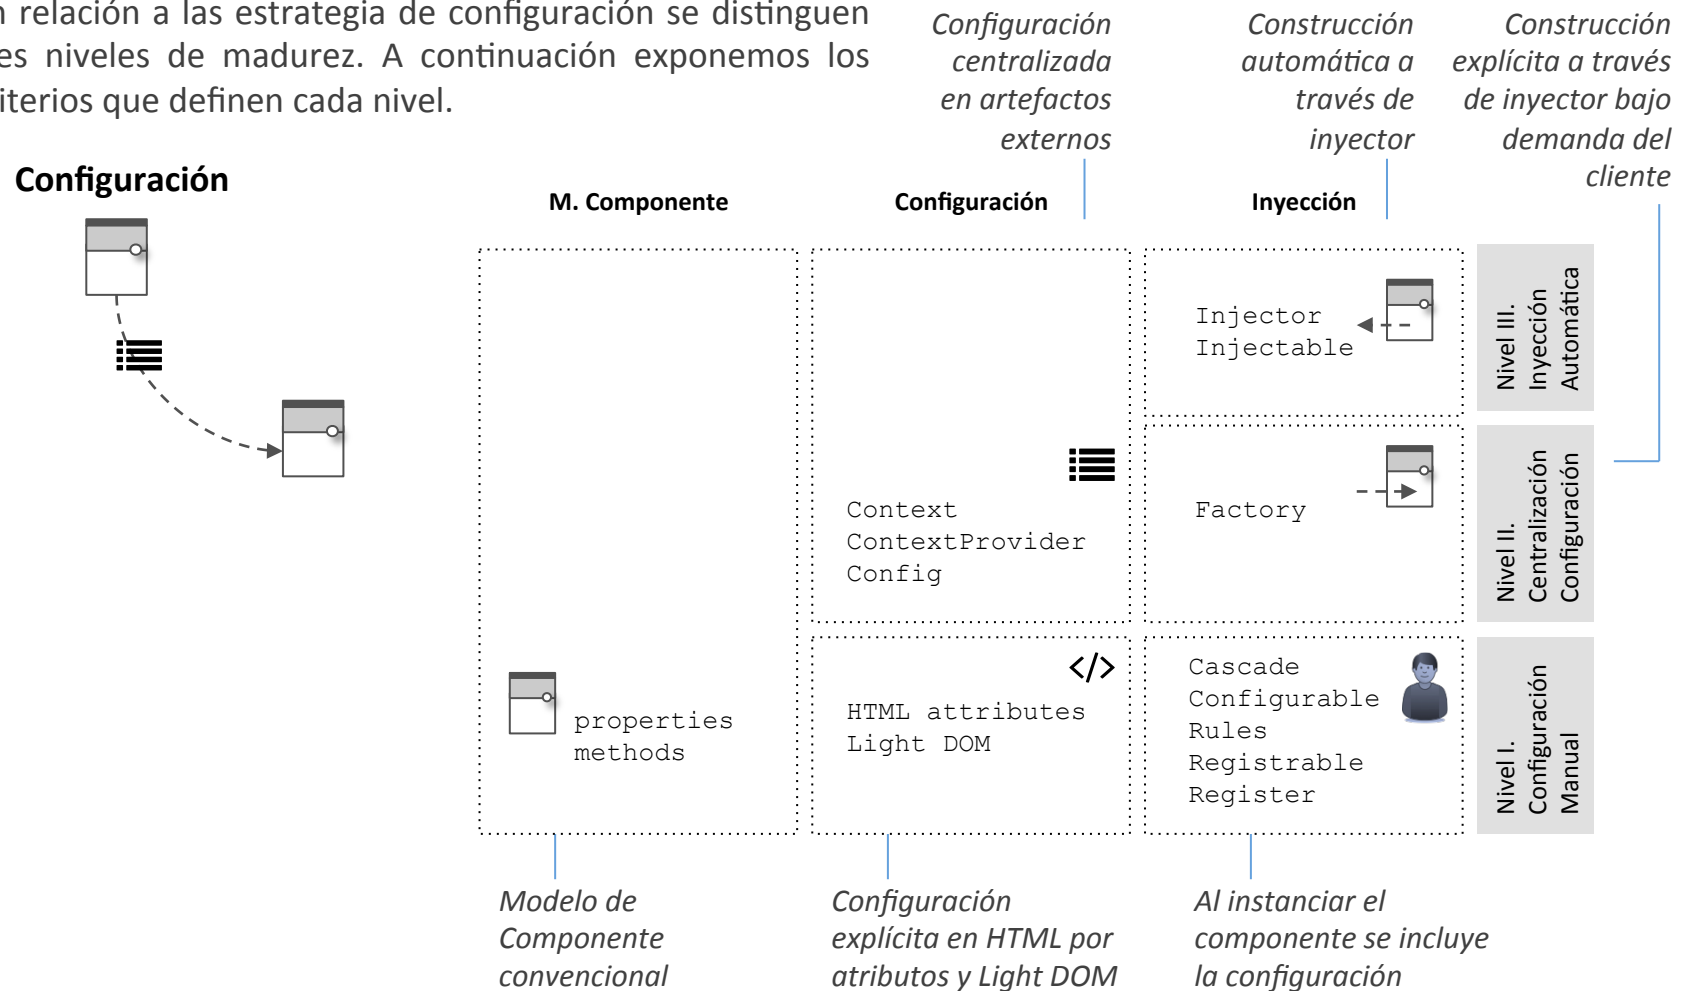 n relación a las estrategia de configuración se distinguen
es niveles de madurez. A continuación exponemos los
iterios que definen cada nivel.
Configuración
centralizada
en artefactos
externos
Construcción
automática a
través de
inyector
Construcción
explícita a través
de inyector bajo
demanda del
cliente
Configuración
M. Componente
Configuración
Inyección
Injector
Injectable
Nivel III.
Inyección
Automática
Context
ContextProvider
Config
Factory
Nivel II.
Centralización
Configuración
properties
methods
</>
HTML attributes
Light DOM
Cascade
Configurable
Rules
Registrable
Register
Nivel I.
Configuración
Manual
Modelo de
Componente
convencional
Configuración
explícita en HTML por
atributos y Light DOM
Al instanciar el
componente se incluye
la configuración